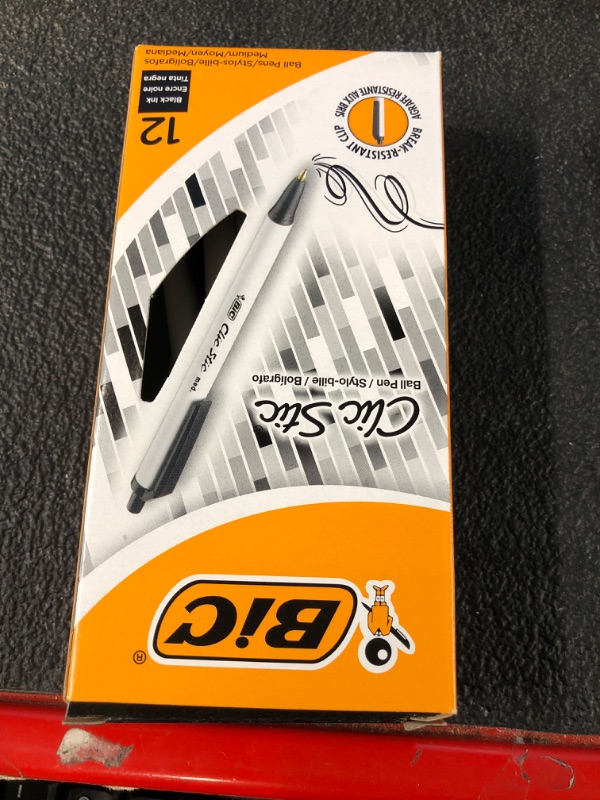 BiC
®
Clic Stic
Ball Pen / Stylo-bille / Bolígrafo
BiC Clic Stic med.
BREAK-RESISTANT CLIP
AGRAFE RÉSISTANTE AUX BRIS
12
Black Ink
Encre noire
Tinta negra
Ball Pens/Stylos-bille/Bolígrafos
Medium/Moyen/Mediana